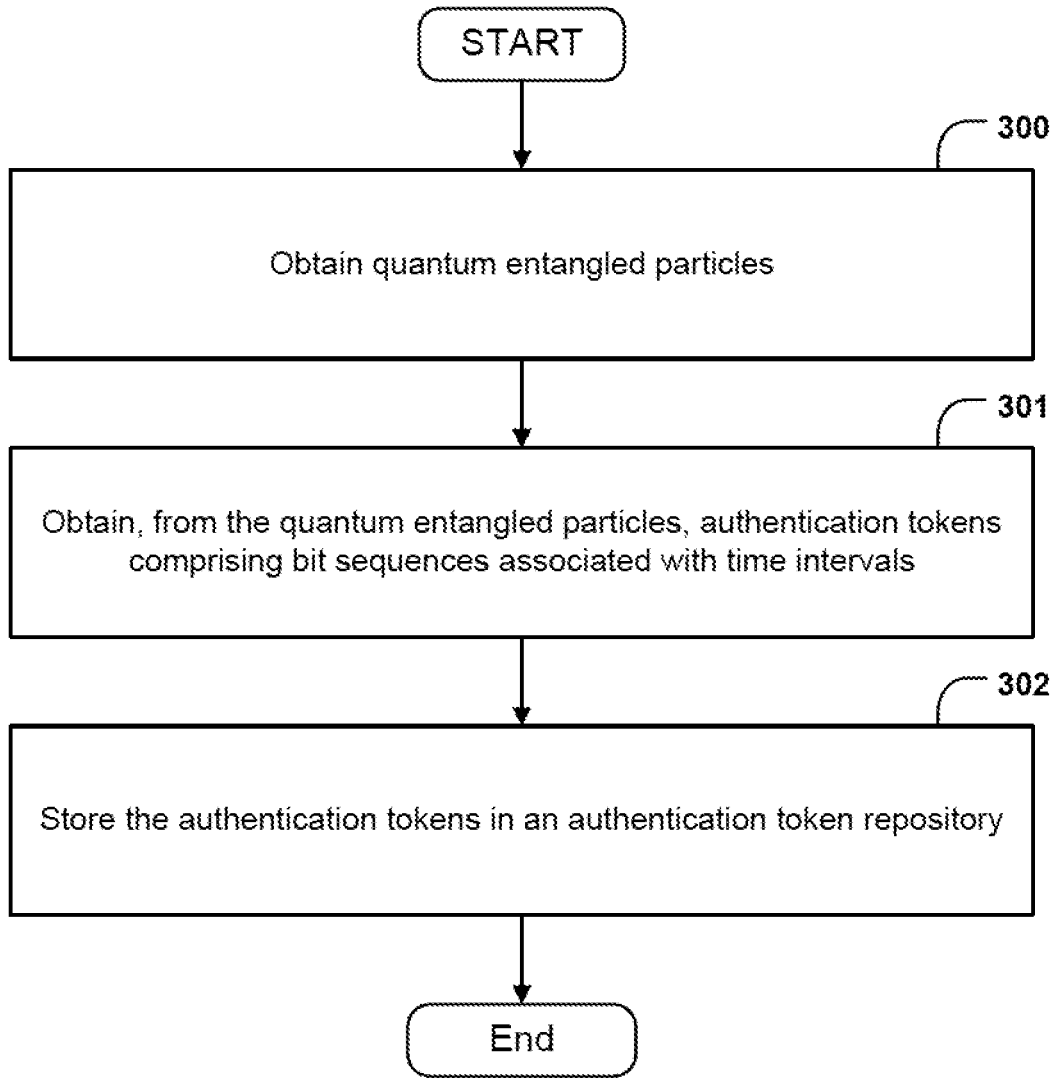 START
300
Obtain quantum entangled particles
301
Obtain, from the quantum entangled particles, authentication tokens
comprising bit sequences associated with time intervals
302
Store the authentication tokens in an authentication token repository
End